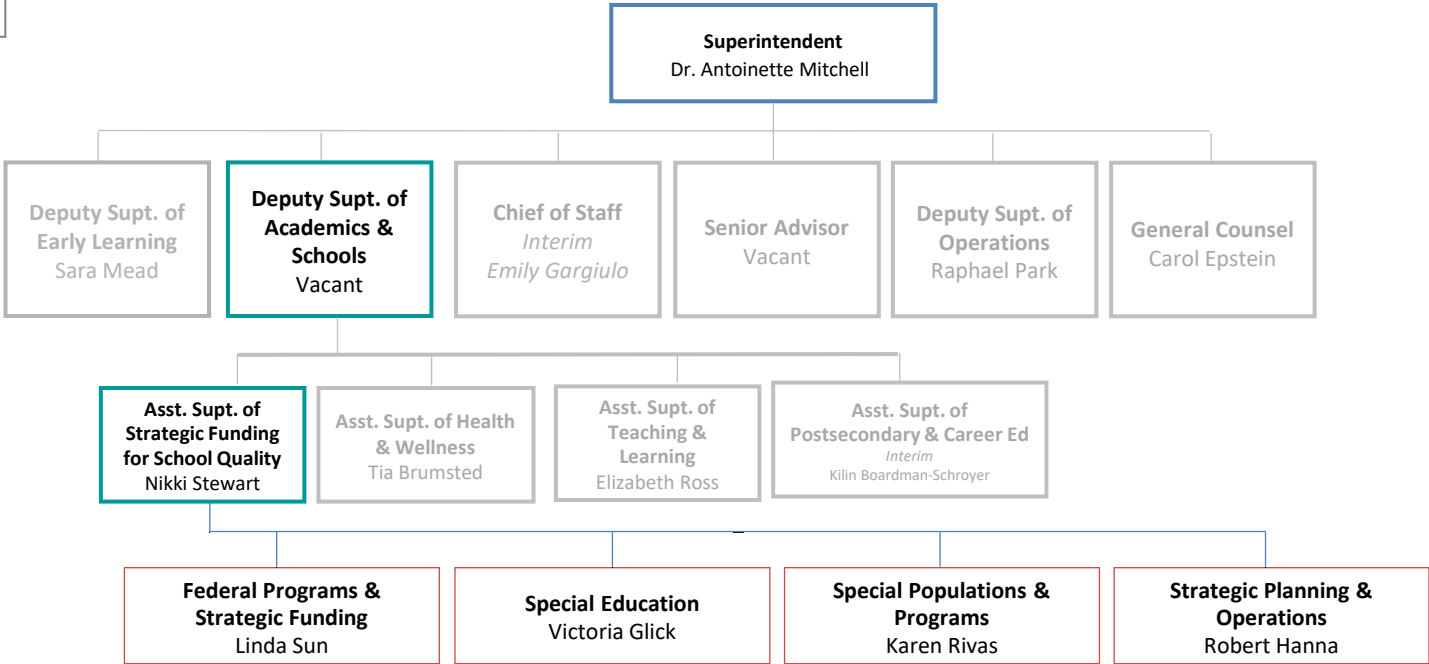 Superintendent
Dr. Antoinette Mitchell
Deputy Supt. of
Early Learning
Sara Mead
Deputy Supt. of
Academics &
Schools
Vacant
Chief of Staff
Interim
Emily Gargiulo
Senior Advisor
Vacant
Deputy Supt. of
Operations
Raphael Park
General Counsel
Carol Epstein
Asst. Supt. of
Strategic Funding
for School Quality
Nikki Stewart
Asst. Supt. of Health
& Wellness
Tia Brumsted
Asst. Supt. of
Teaching &
Learning
Elizabeth Ross
Asst. Supt. of
Postsecondary & Career Ed
Interim
Kilin Boardman-Schroyer
Federal Programs &
Strategic Funding
Linda Sun
Special Education
Victoria Glick
Special Populations &
Programs
Karen Rivas
Strategic Planning &
Operations
Robert Hanna